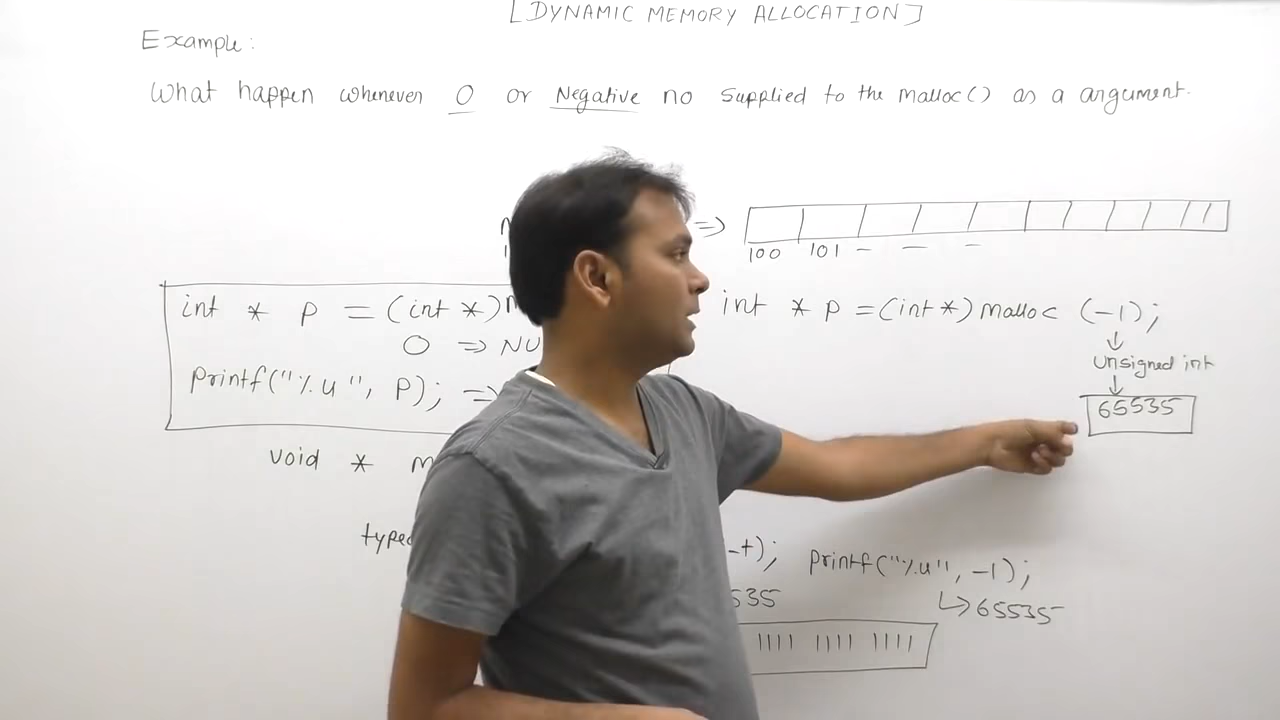 [DYNAMIC MEMORY ALLOCATION]
Example:
What happen whenever 0 or Negative no supplied to the malloc() as a argument.
⇒
100 101 – — –
int * p = (int *)
0 ⇒ NU
printf("%u", p); ⇒
void * m
int * p = (int*) malloc (-1);
↓
unsigned int
↓
65535
-t);
printf("%u", -1);
↳ 65535
535
1111 1111 1111